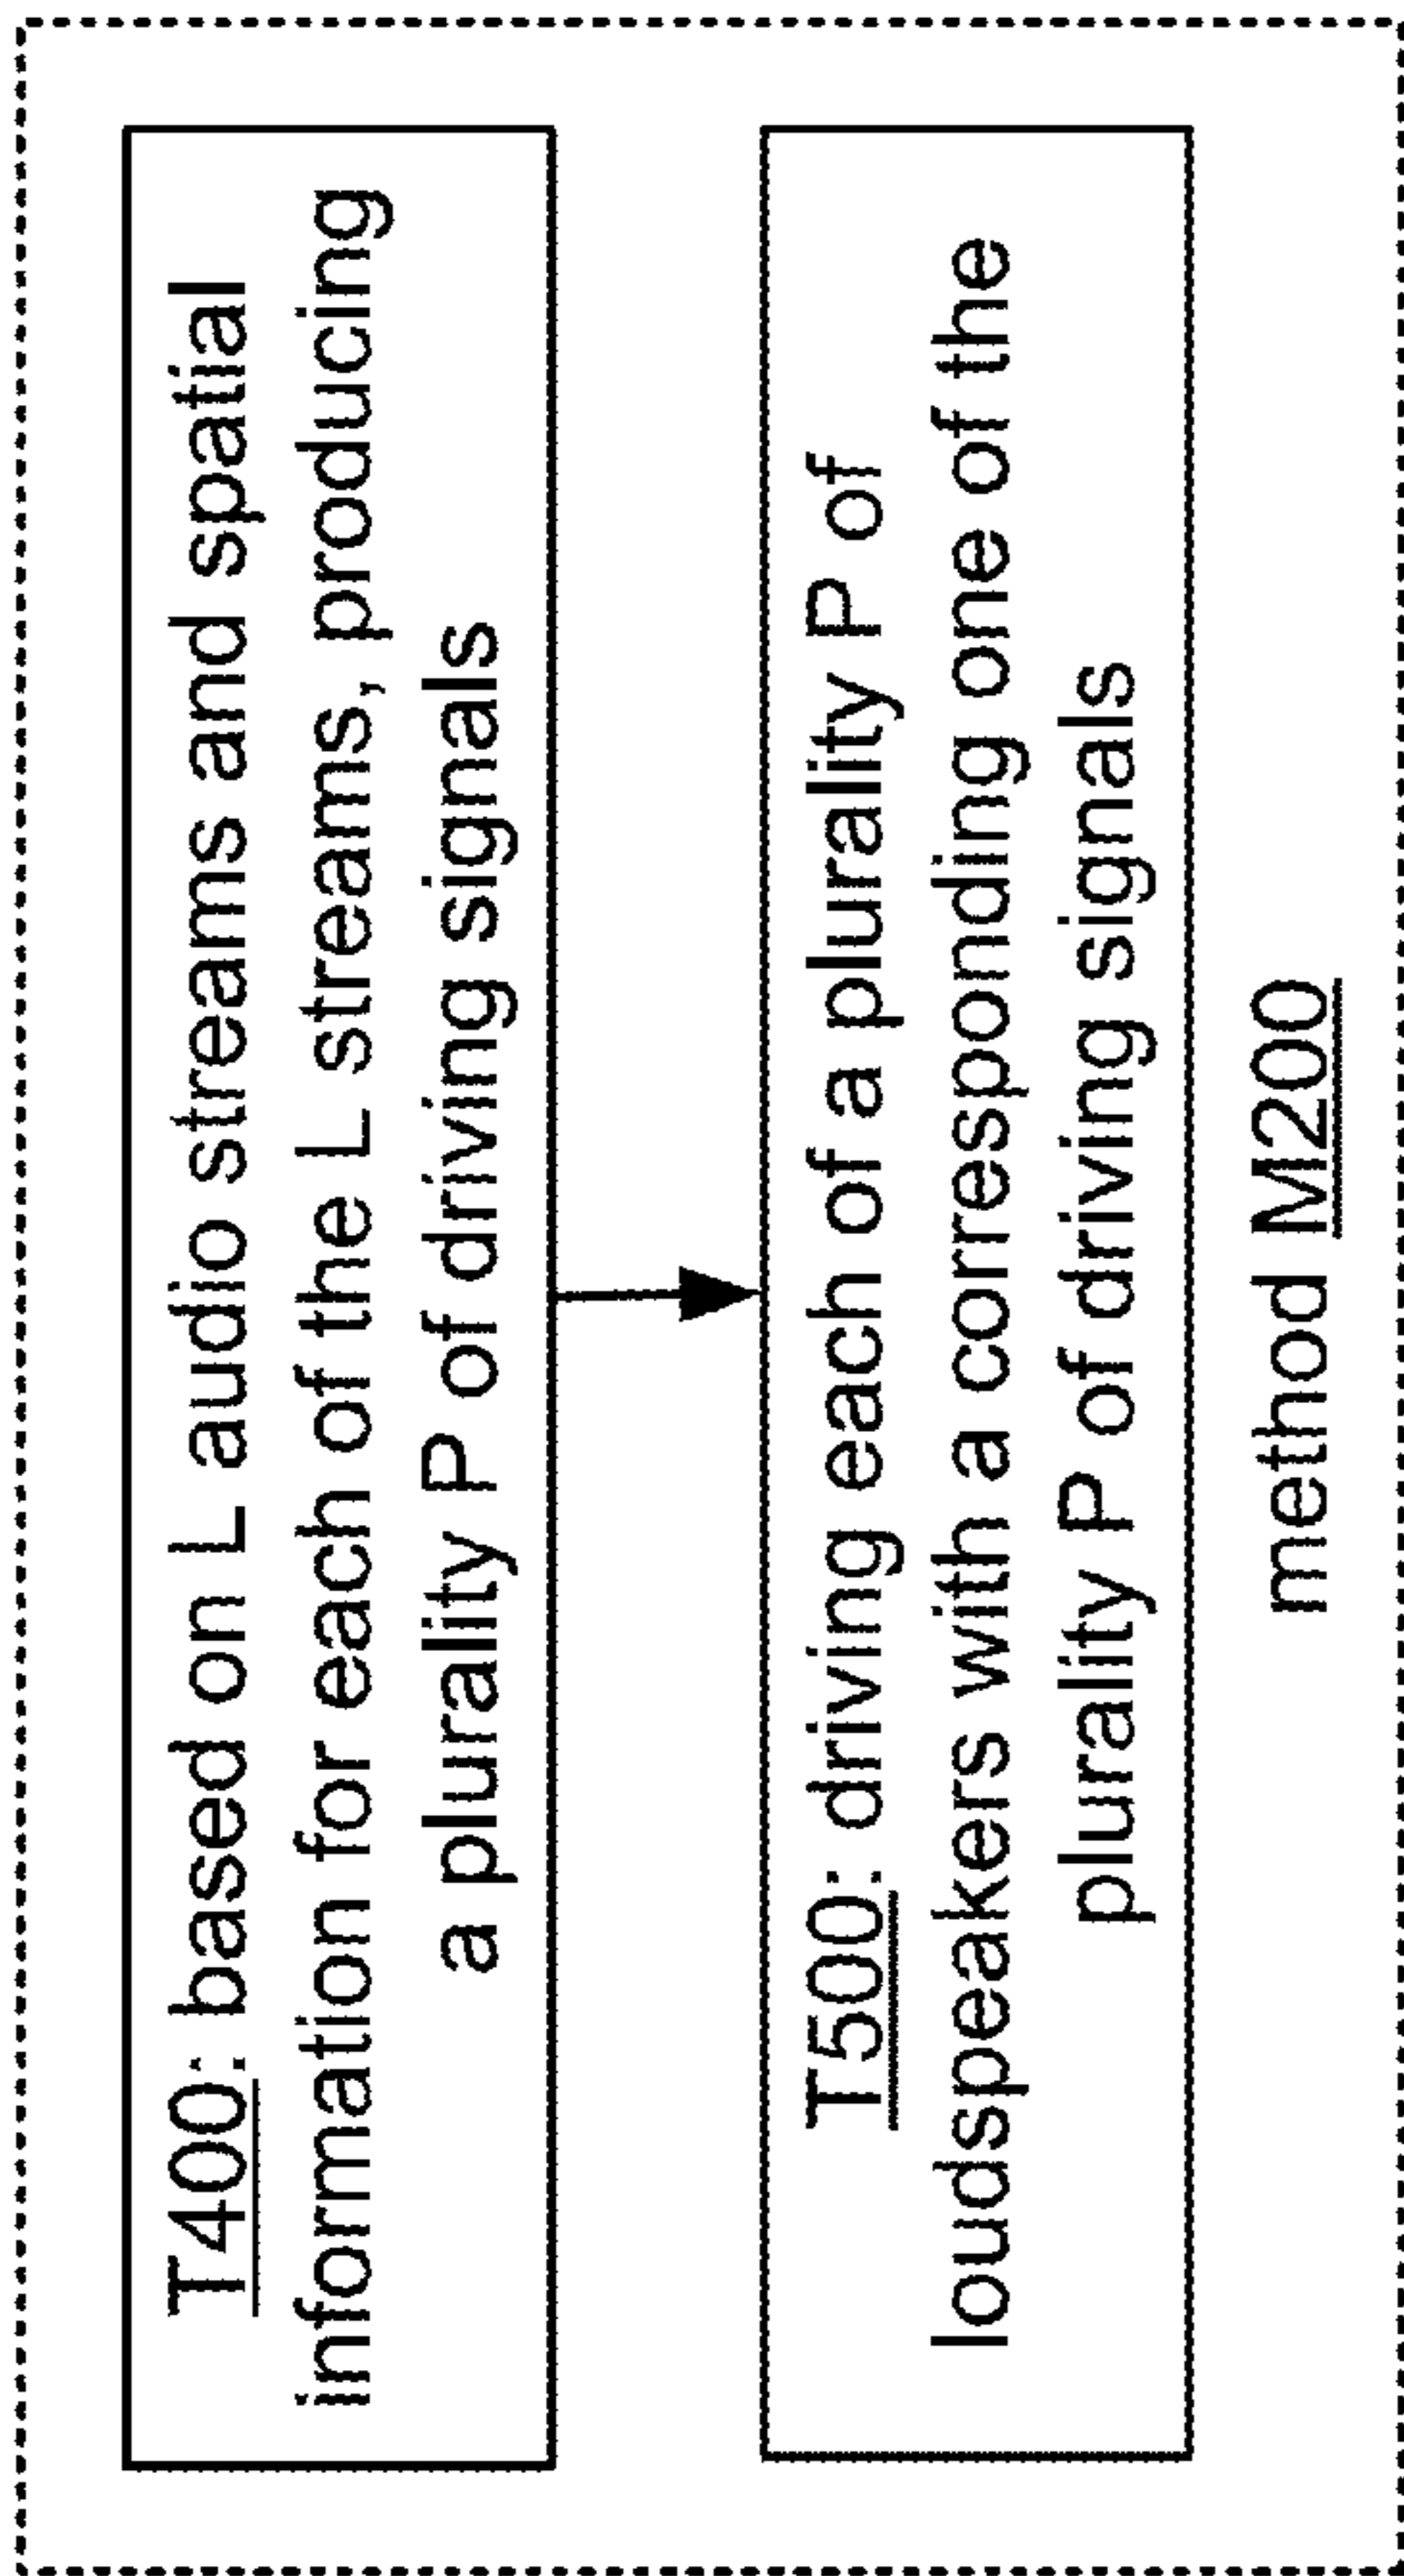 T400: based on L audio streams and spatial
information for each of the L streams, producing
a plurality P of driving signals
T500: driving each of a plurality P of
loudspeakers with a corresponding one of the
plurality P of driving signals
method M200